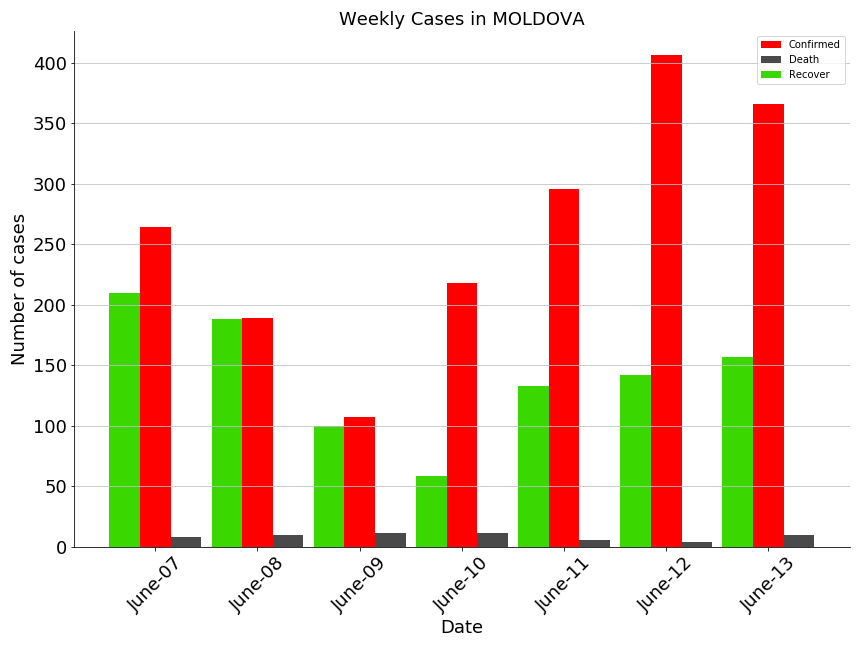 Weekly Cases in MOLDOVA
Confirmed
Death
Recover
Number of cases
400
350
300
250
200
150
100
50
0
June-07
June-08
June-09
June-10
June-11
June-12
June-13
Date